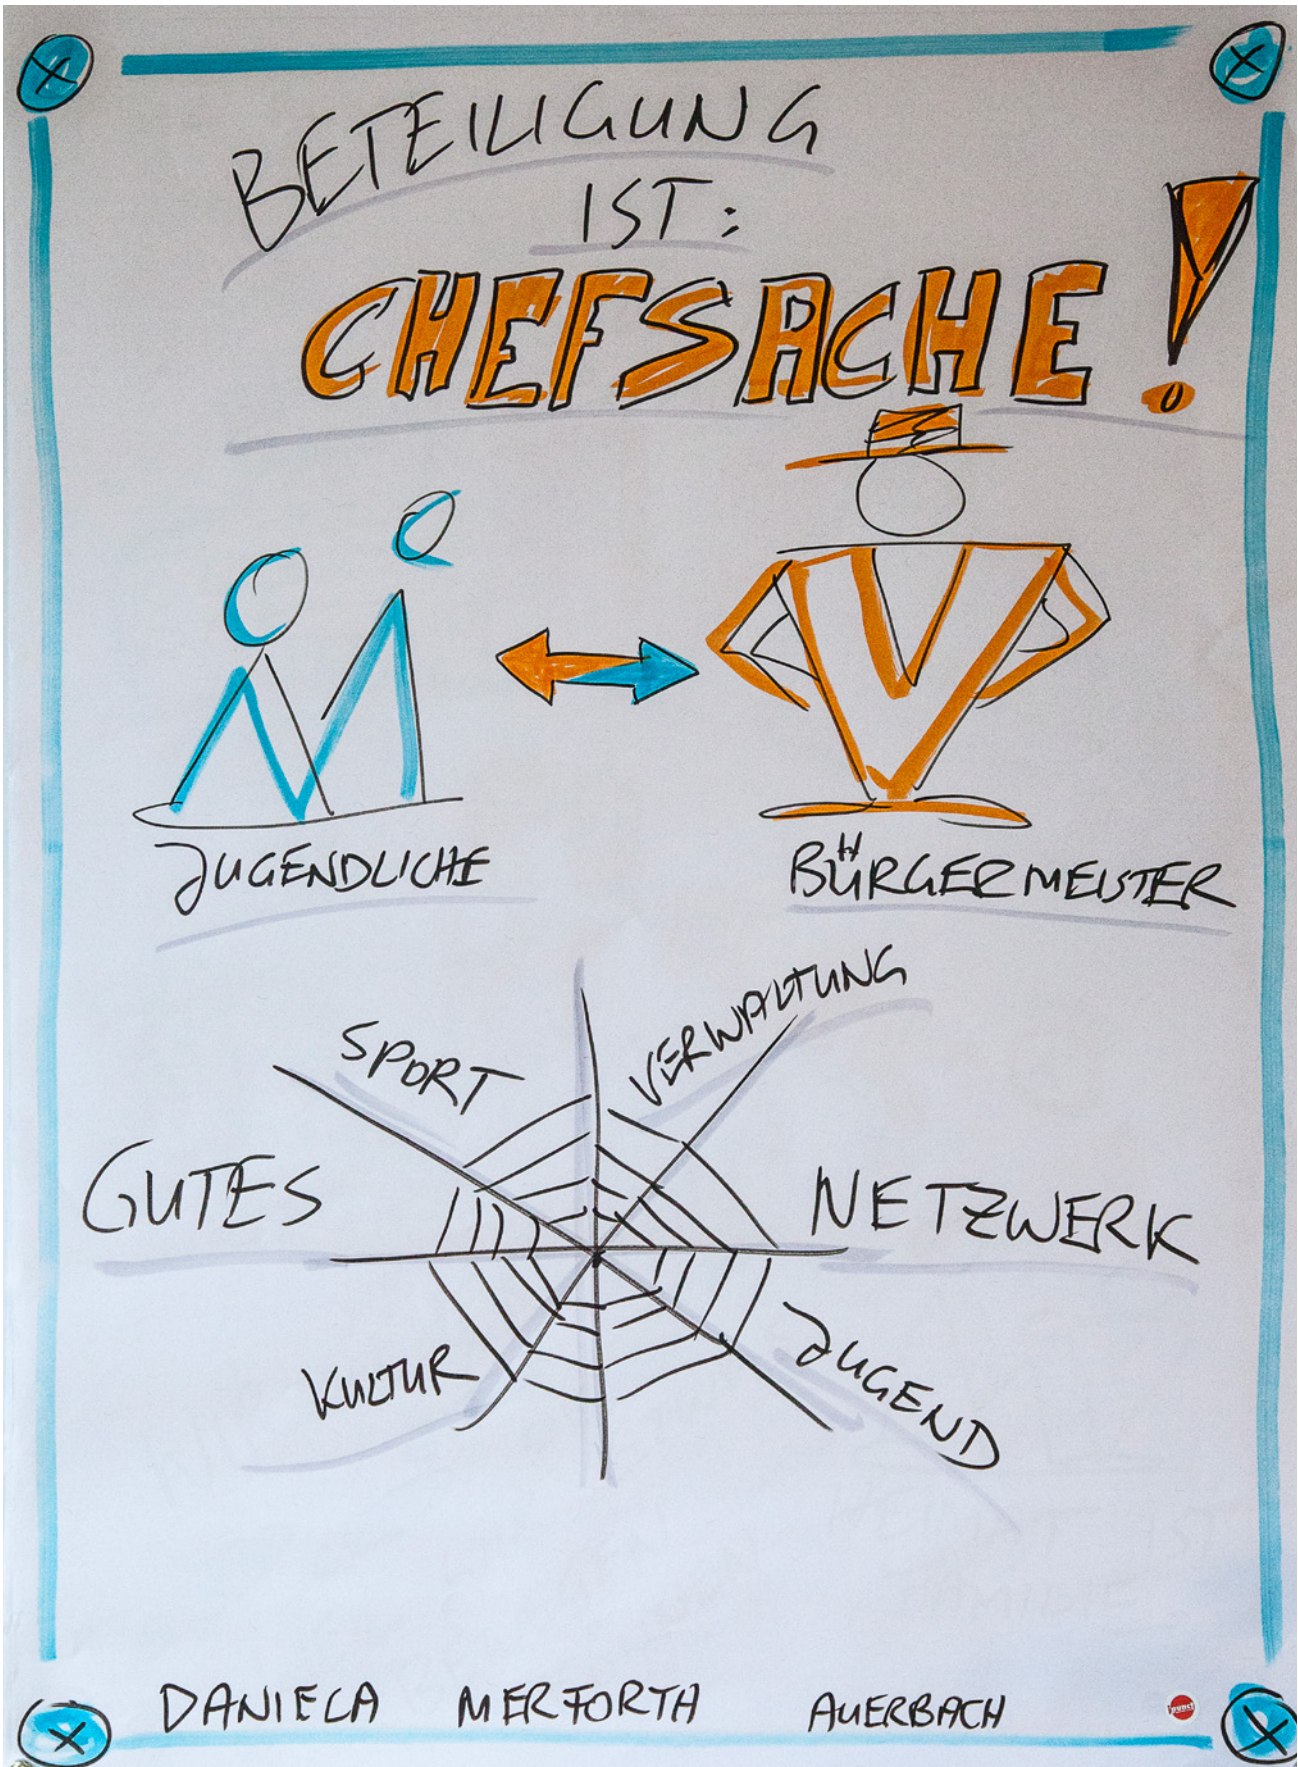 BETEILIGUNG
IST:
CHEFSACHE!
JUGENDLICHE
BÜRGERMEISTER
SPORT
VERWALTUNG
GUTES
NETZWERK
KULTUR
JUGEND
DANIELA MERFORTH AUERBACH